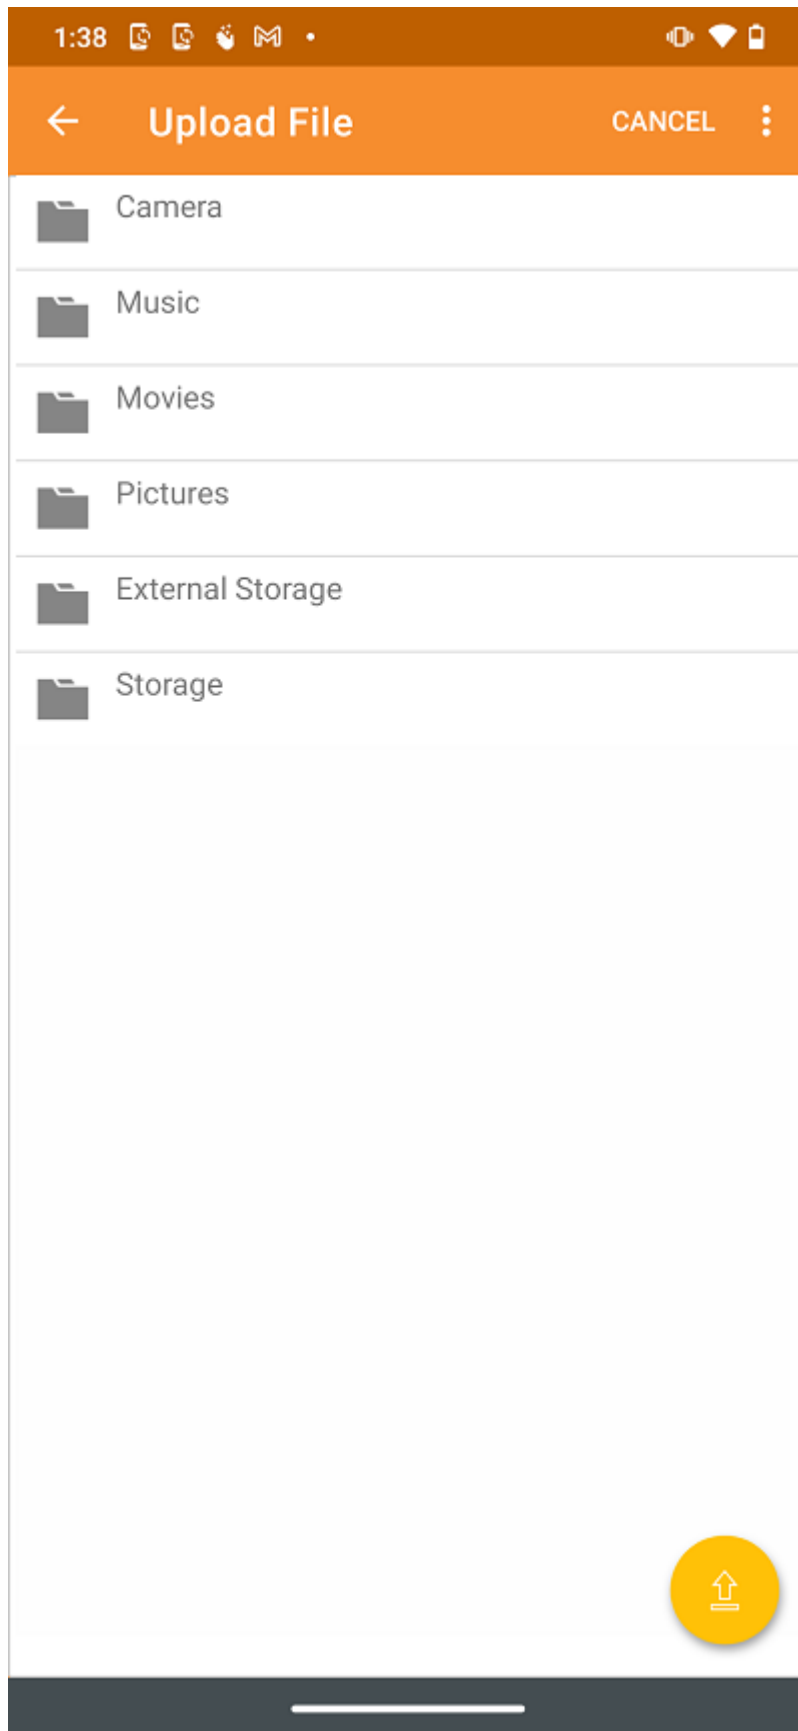 1:38
Upload File CANCEL
Camera
Music
Movies
Pictures
External Storage
Storage